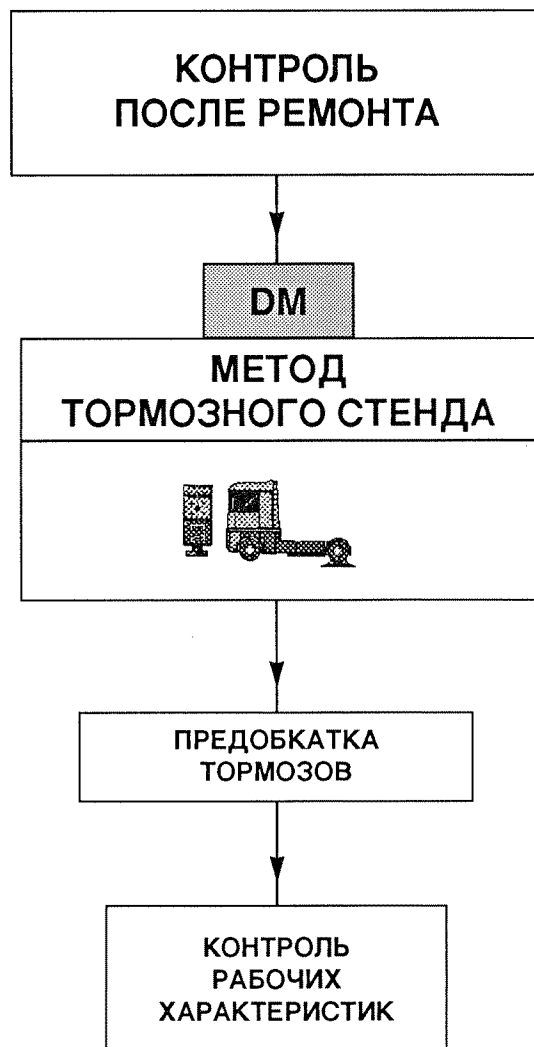 КОНТРОЛЬ
ПОСЛЕ РЕМОНТА
DM
МЕТОД
ТОРМОЗНОГО СТЕНДА
ПРЕДОБКАТКА
ТОРМОЗОВ
КОНТРОЛЬ
РАБОЧИХ
ХАРАКТЕРИСТИК